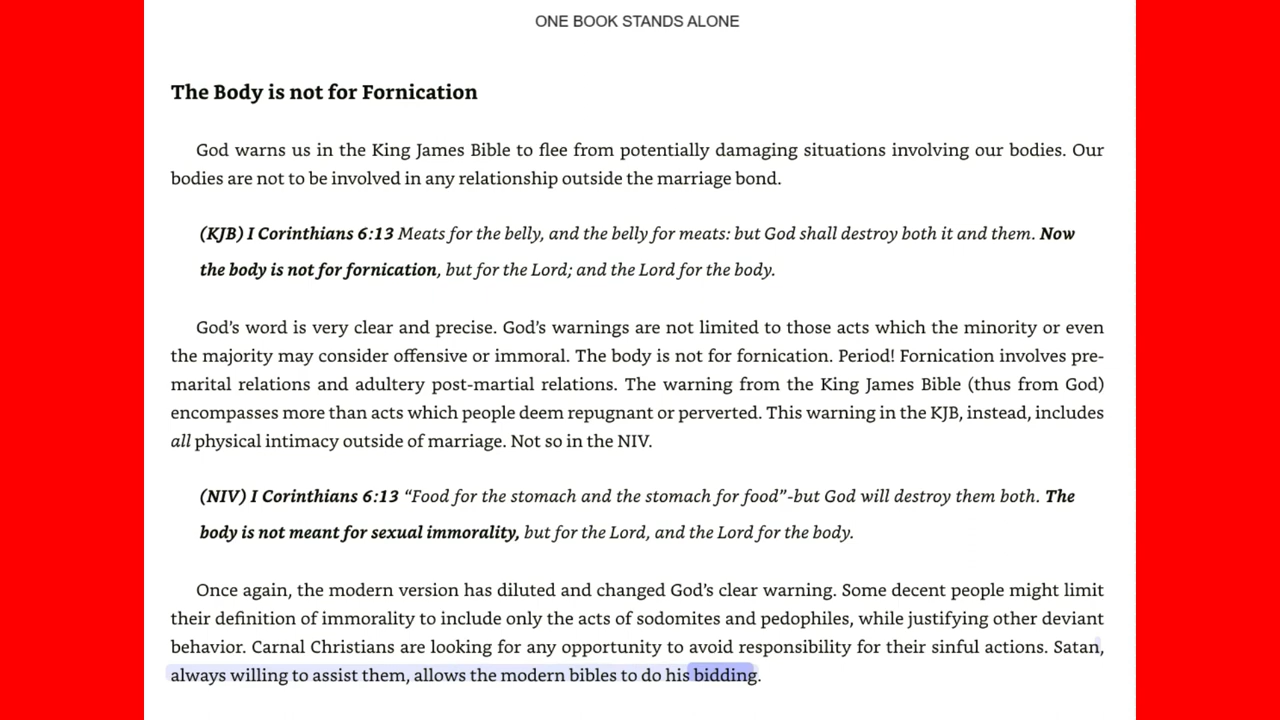 ONE BOOK STANDS ALONE
The Body is not for Fornication
God warns us in the King James Bible to flee from potentially damaging situations involving our bodies. Our
bodies are not to be involved in any relationship outside the marriage bond.
(KJB) I Corinthians 6:13 Meats for the belly, and the belly for meats: but God shall destroy both it and them. Now
the body is not for fornication, but for the Lord; and the Lord for the body.
God’s word is very clear and precise. God’s warnings are not limited to those acts which the minority or even
the majority may consider offensive or immoral. The body is not for fornication. Period! Fornication involves pre-
marital relations and adultery post-martial relations. The warning from the King James Bible (thus from God)
encompasses more than acts which people deem repugnant or perverted. This warning in the KJB, instead, includes
all physical intimacy outside of marriage. Not so in the NIV.
(NIV) I Corinthians 6:13 “Food for the stomach and the stomach for food”-but God will destroy them both. The
body is not meant for sexual immorality, but for the Lord, and the Lord for the body.
Once again, the modern version has diluted and changed God’s clear warning. Some decent people might limit
their definition of immorality to include only the acts of sodomites and pedophiles, while justifying other deviant
behavior. Carnal Christians are looking for any opportunity to avoid responsibility for their sinful actions. Satan,
always willing to assist them, allows the modern bibles to do his bidding.